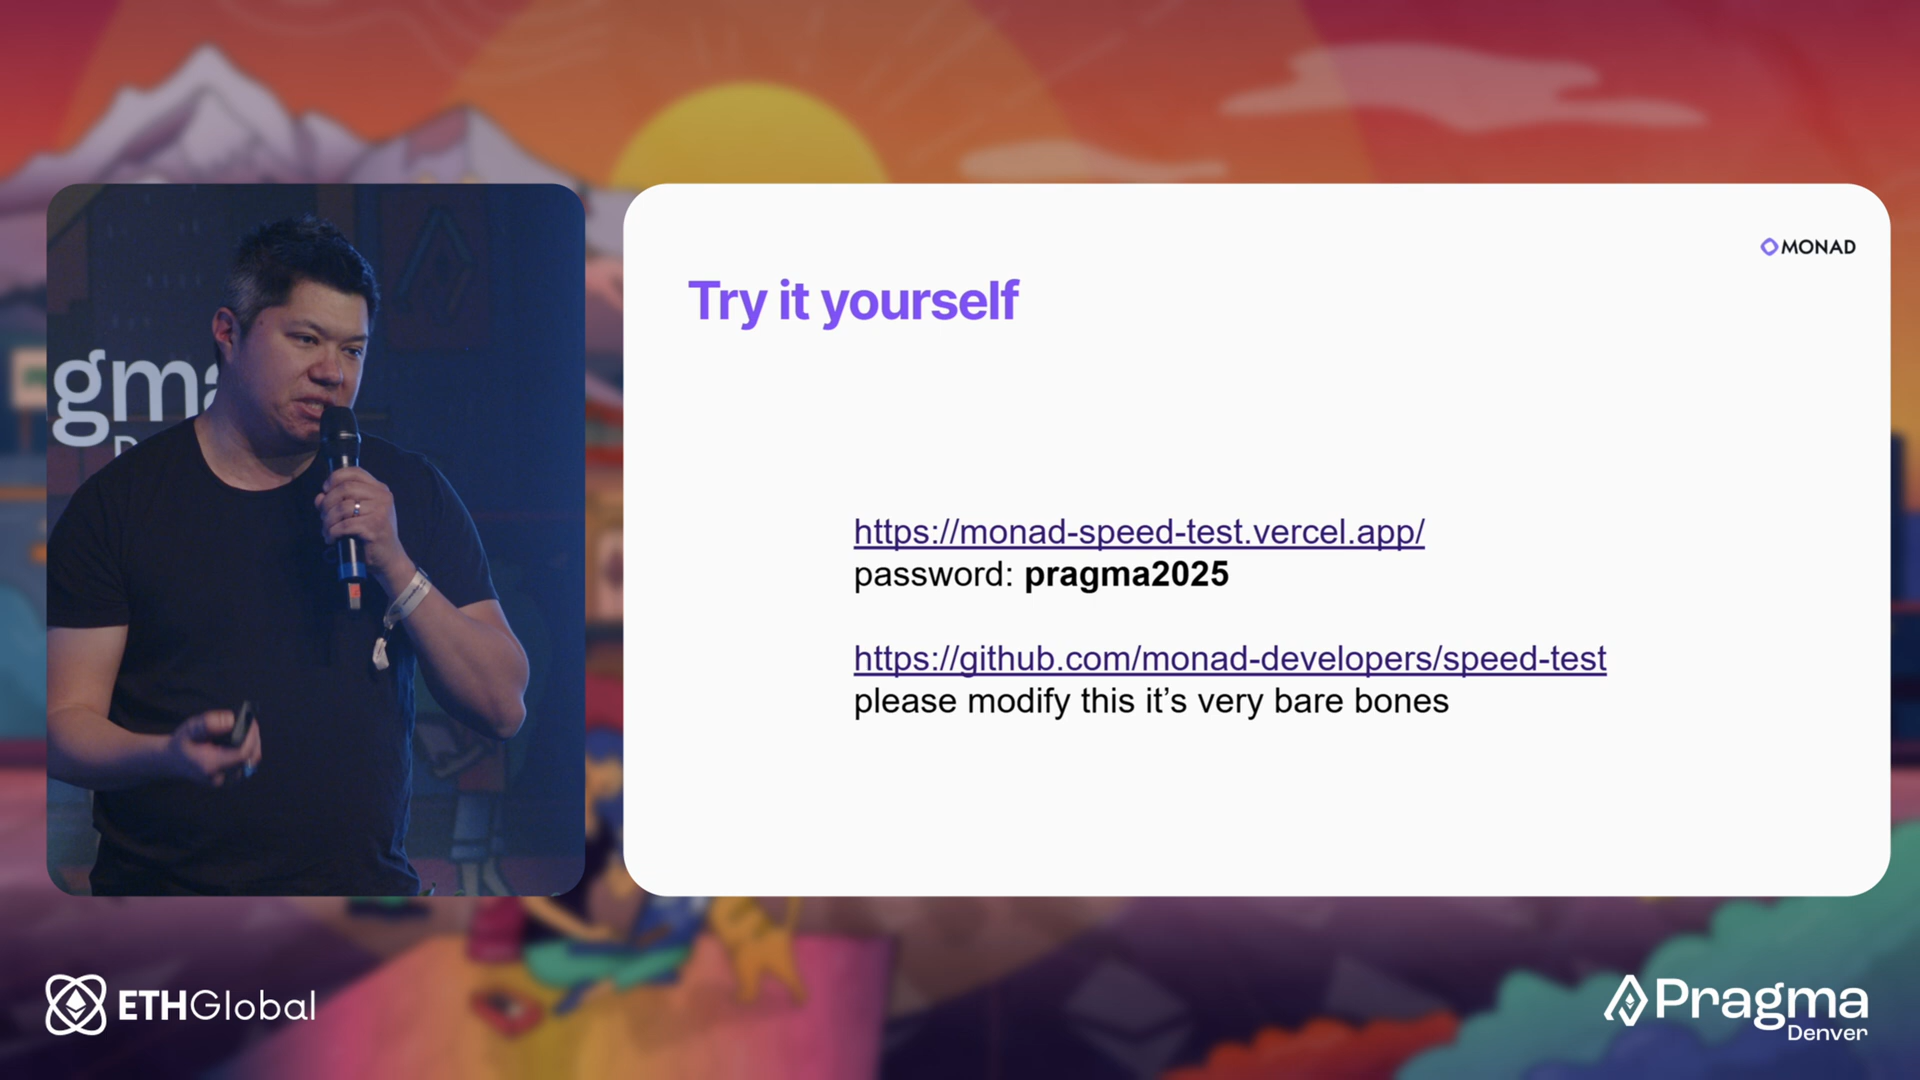 gma
MONAD
Try it yourself
https://monad-speed-test.vercel.app/
password: pragma2025
https://github.com/monad-developers/speed-test
please modify this it’s very bare bones
ETHGlobal
Pragma
Denver